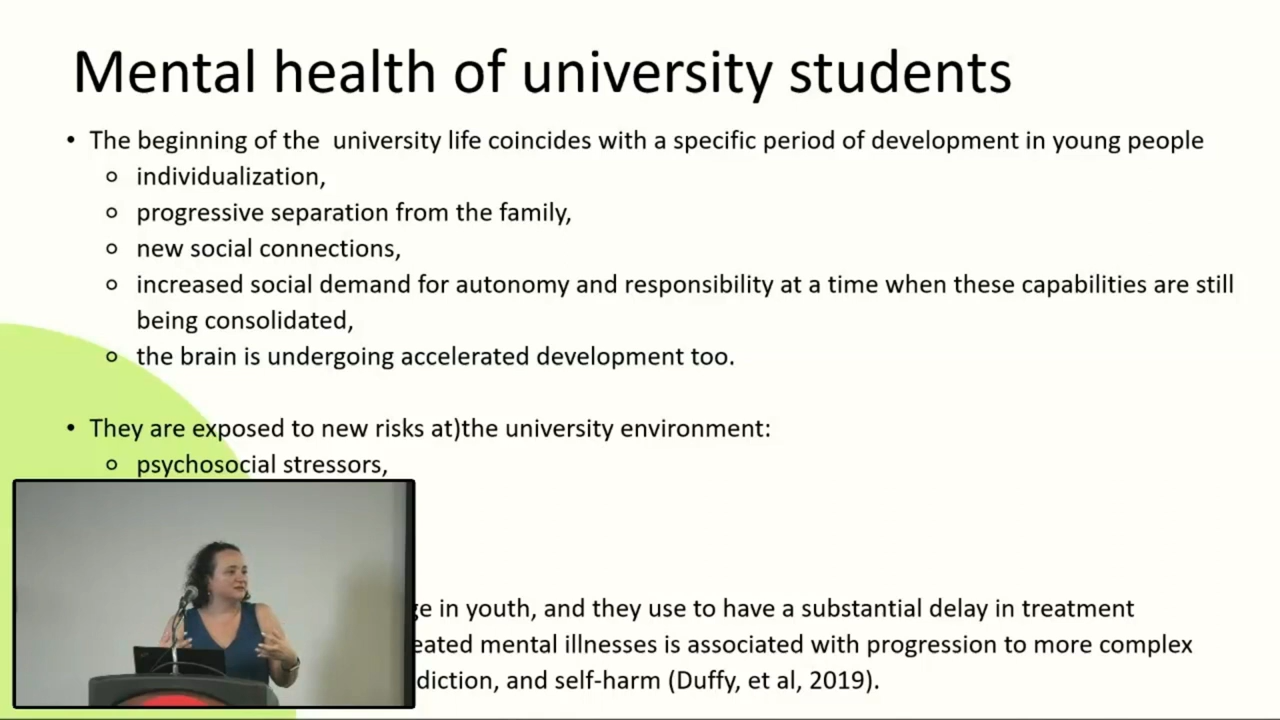 Mental health of university students
• The beginning of the  university life coincides with a specific period of development in young people
o individualization,
o progressive separation from the family,
o new social connections,
o increased social demand for autonomy and responsibility at a time when these capabilities are still
being consolidated,
o the brain is undergoing accelerated development too.
• They are exposed to new risks at)the university environment:
o psychosocial stressors,
in youth, and they use to have a substantial delay in treatment
mental illnesses is associated with progression to more complex
and self-harm (Duffy, et al, 2019).